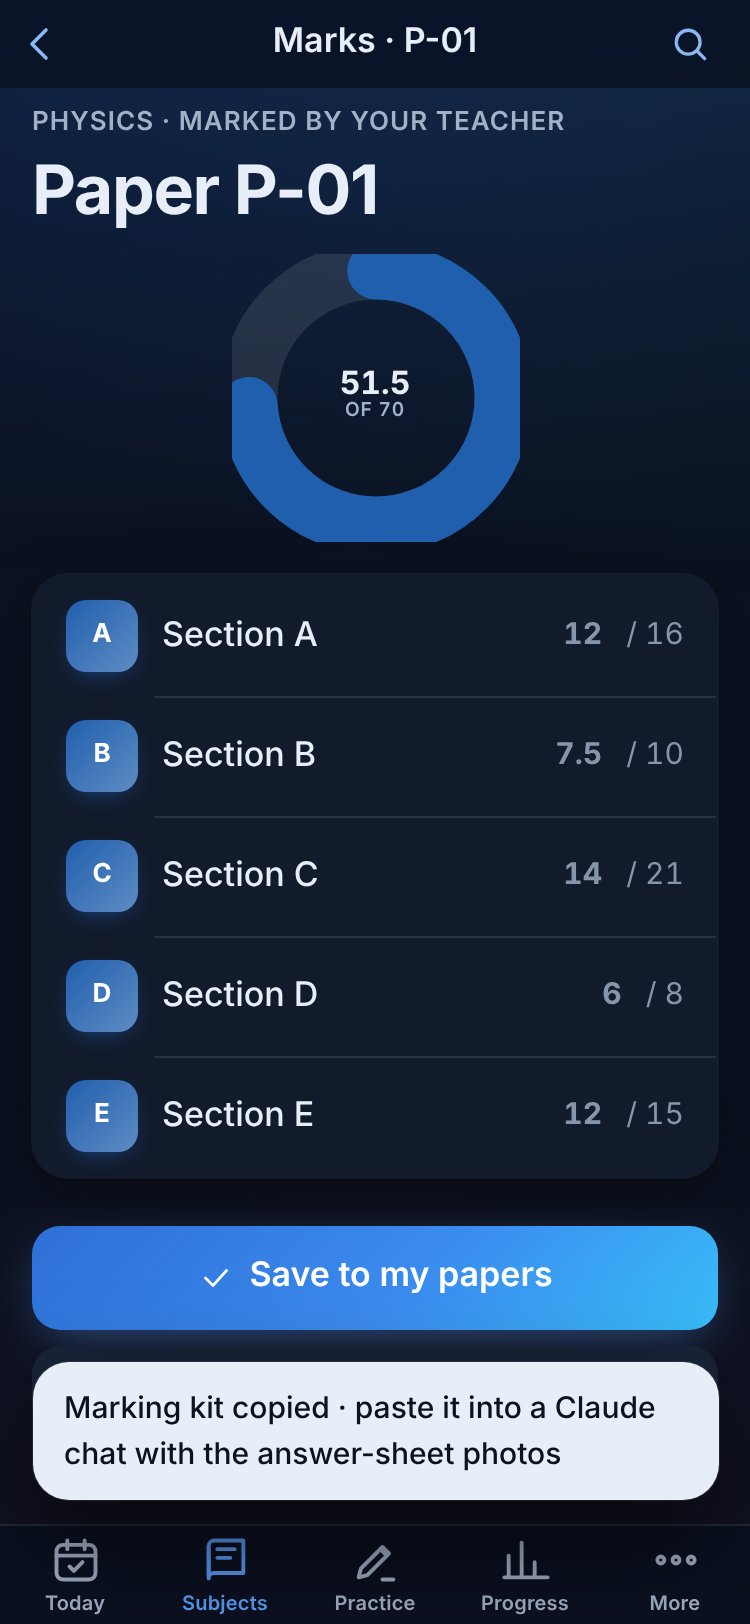 Marks · P-01
PHYSICS · MARKED BY YOUR TEACHER
Paper P-01
51.5
OF 70
A Section A 12 / 16
B Section B 7.5 / 10
C Section C 14 / 21
D Section D 6 / 8
E Section E 12 / 15
Save to my papers
Marking kit copied · paste it into a Claude
chat with the answer-sheet photos
Today Subjects Practice Progress More